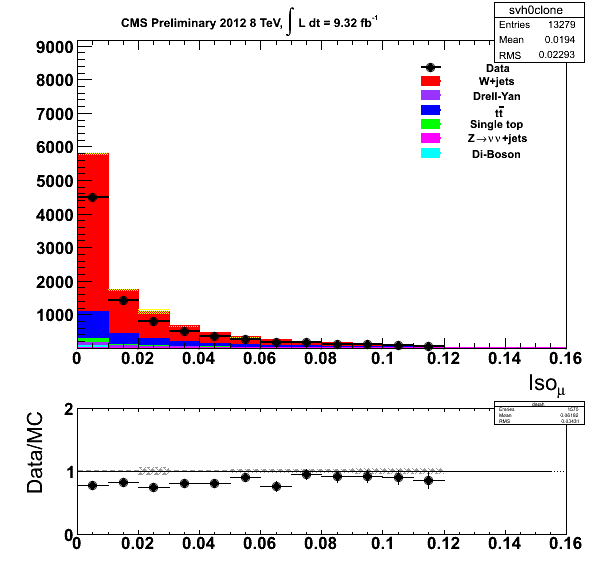 CMS Preliminary 2012 8 TeV, ∫ L dt = 9.32 fb⁻¹
svh0clone
Entries 13279
Mean 0.0194
RMS 0.02293
9000
8000
7000
6000
5000
4000
3000
2000
1000
Data
W+jets
Drell-Yan
tt̅
Single top
Z→νν+jets
Di-Boson
0 0.02 0.04 0.06 0.08 0.1 0.12 0.14 0.16
Iso_μ
Entries
Mean
RMS
Data/MC
2
1
0
0 0.02 0.04 0.06 0.08 0.1 0.12 0.14 0.16